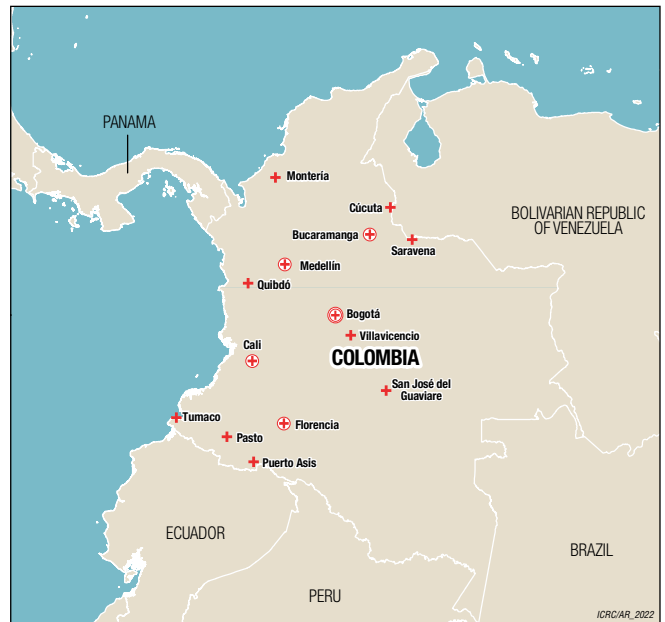 PANAMA
Montería
Cúcuta
BOLIVARIAN REPUBLIC
OF VENEZUELA
Bucaramanga
Saravena
Medellín
Quibdó
Bogotá
Villavicencio
Cali
COLOMBIA
San José del
Guaviare
Tumaco
Florencia
Pasto
Puerto Asis
ECUADOR
BRAZIL
PERU
ICRC/AR_2022